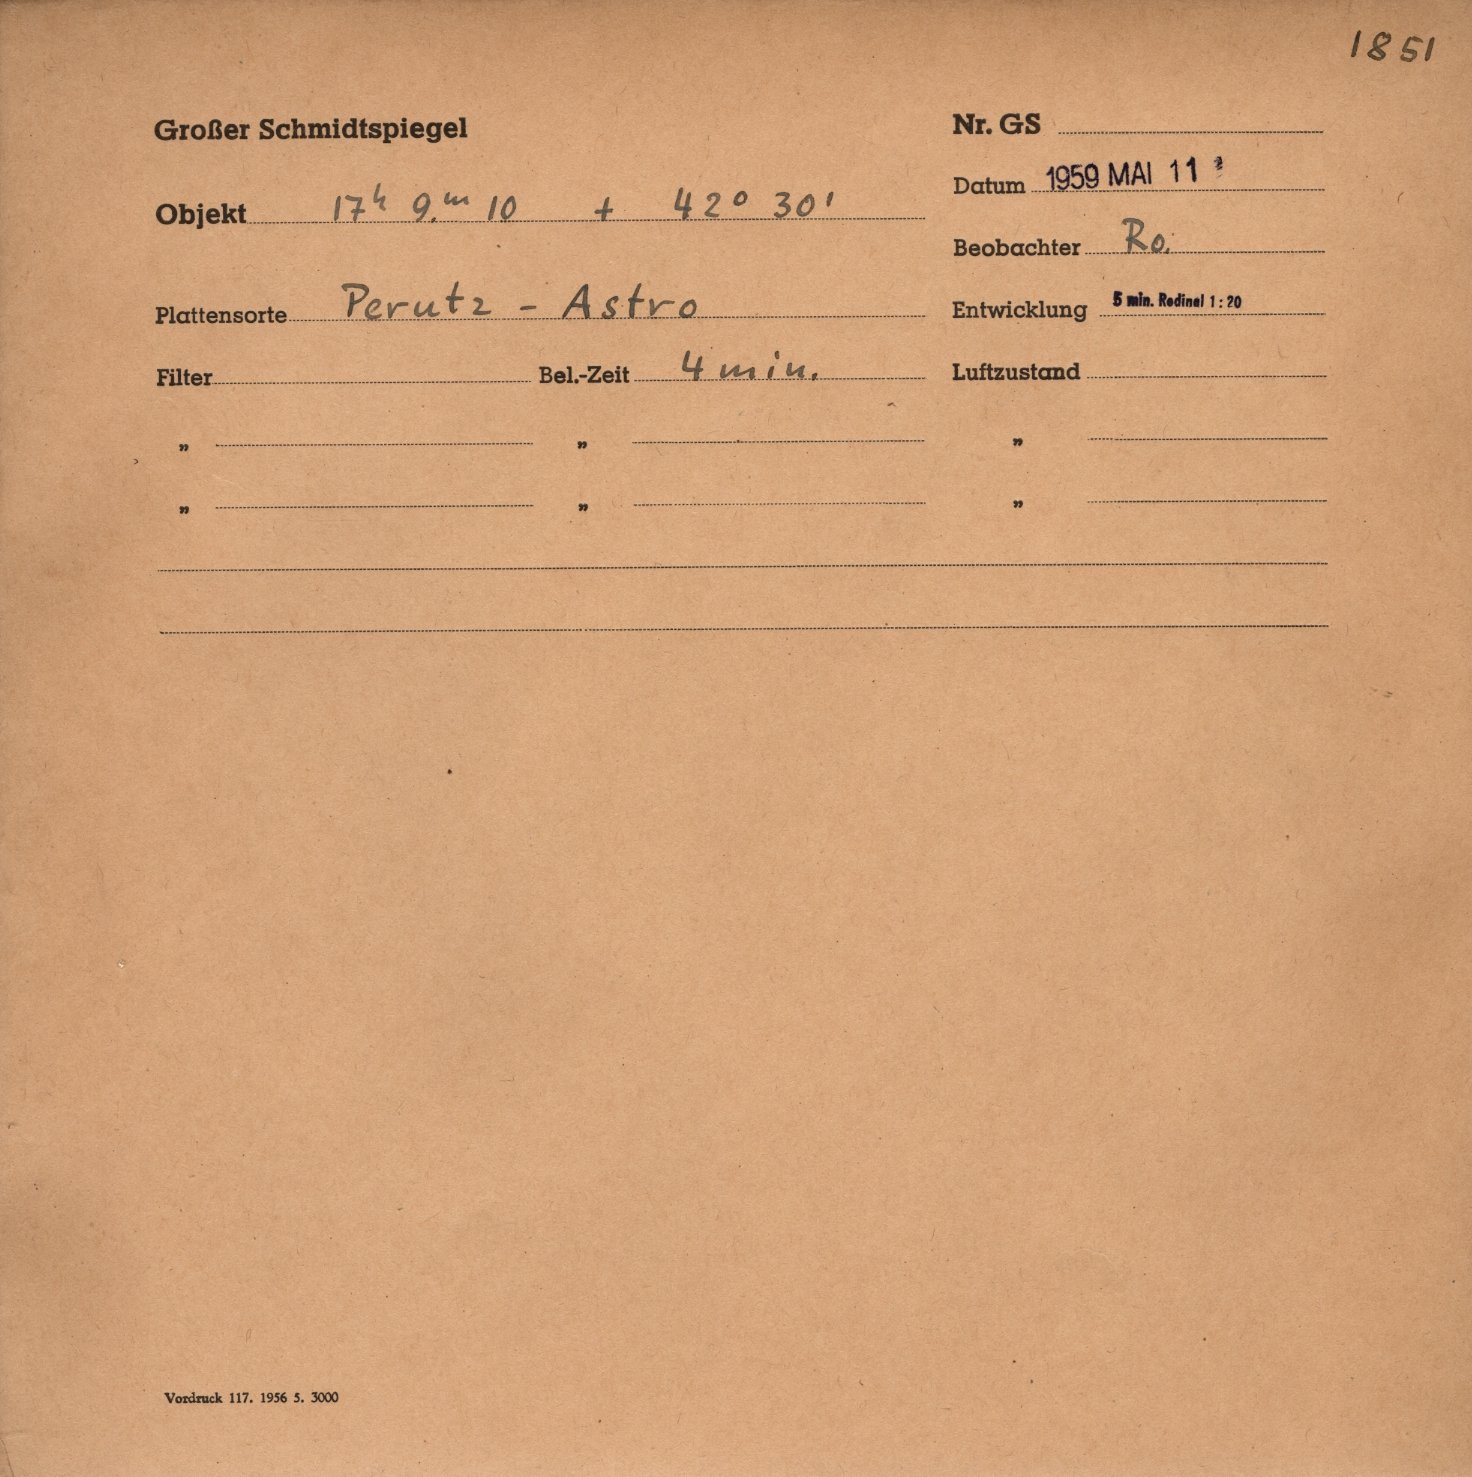 1851
Großer Schmidtspiegel
Nr. GS
Datum 1959 MAI 11
Objekt 17h 9.m 10 + 42° 30'
Beobachter Ro.
Plattensorte Perutz - Astro
Entwicklung 5 min. Rodinal 1:20
Filter Bel.-Zeit 4 min. Luftzustand
„ „ „
„ „ „
Vordruck 117. 1956 5. 3000